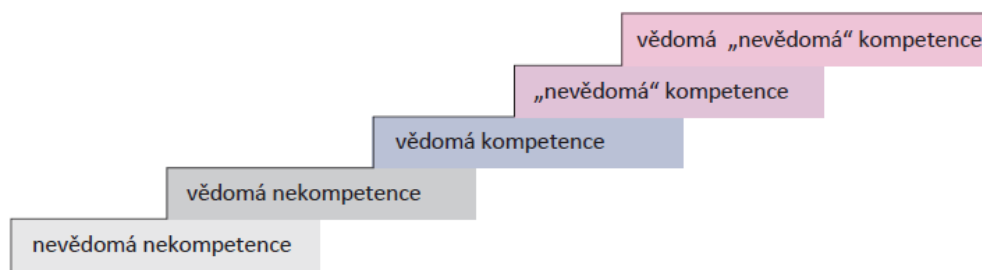 vědomá „nevědomá“ kompetence
„nevědomá“ kompetence
vědomá kompetence
vědomá nekompetence
nevědomá nekompetence